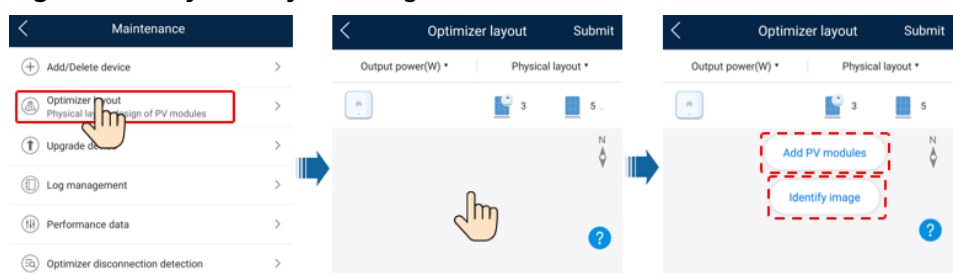 Maintenance
Add/Delete device
Optimizer layout
Physical layout design of PV modules
Upgrade device
Log management
Performance data
Optimizer disconnection detection
Optimizer layout
Submit
Output power(W)
Physical layout
3
5
N
?
Optimizer layout
Submit
Output power(W)
Physical layout
3
5
N
Add PV modules
Identify image
?